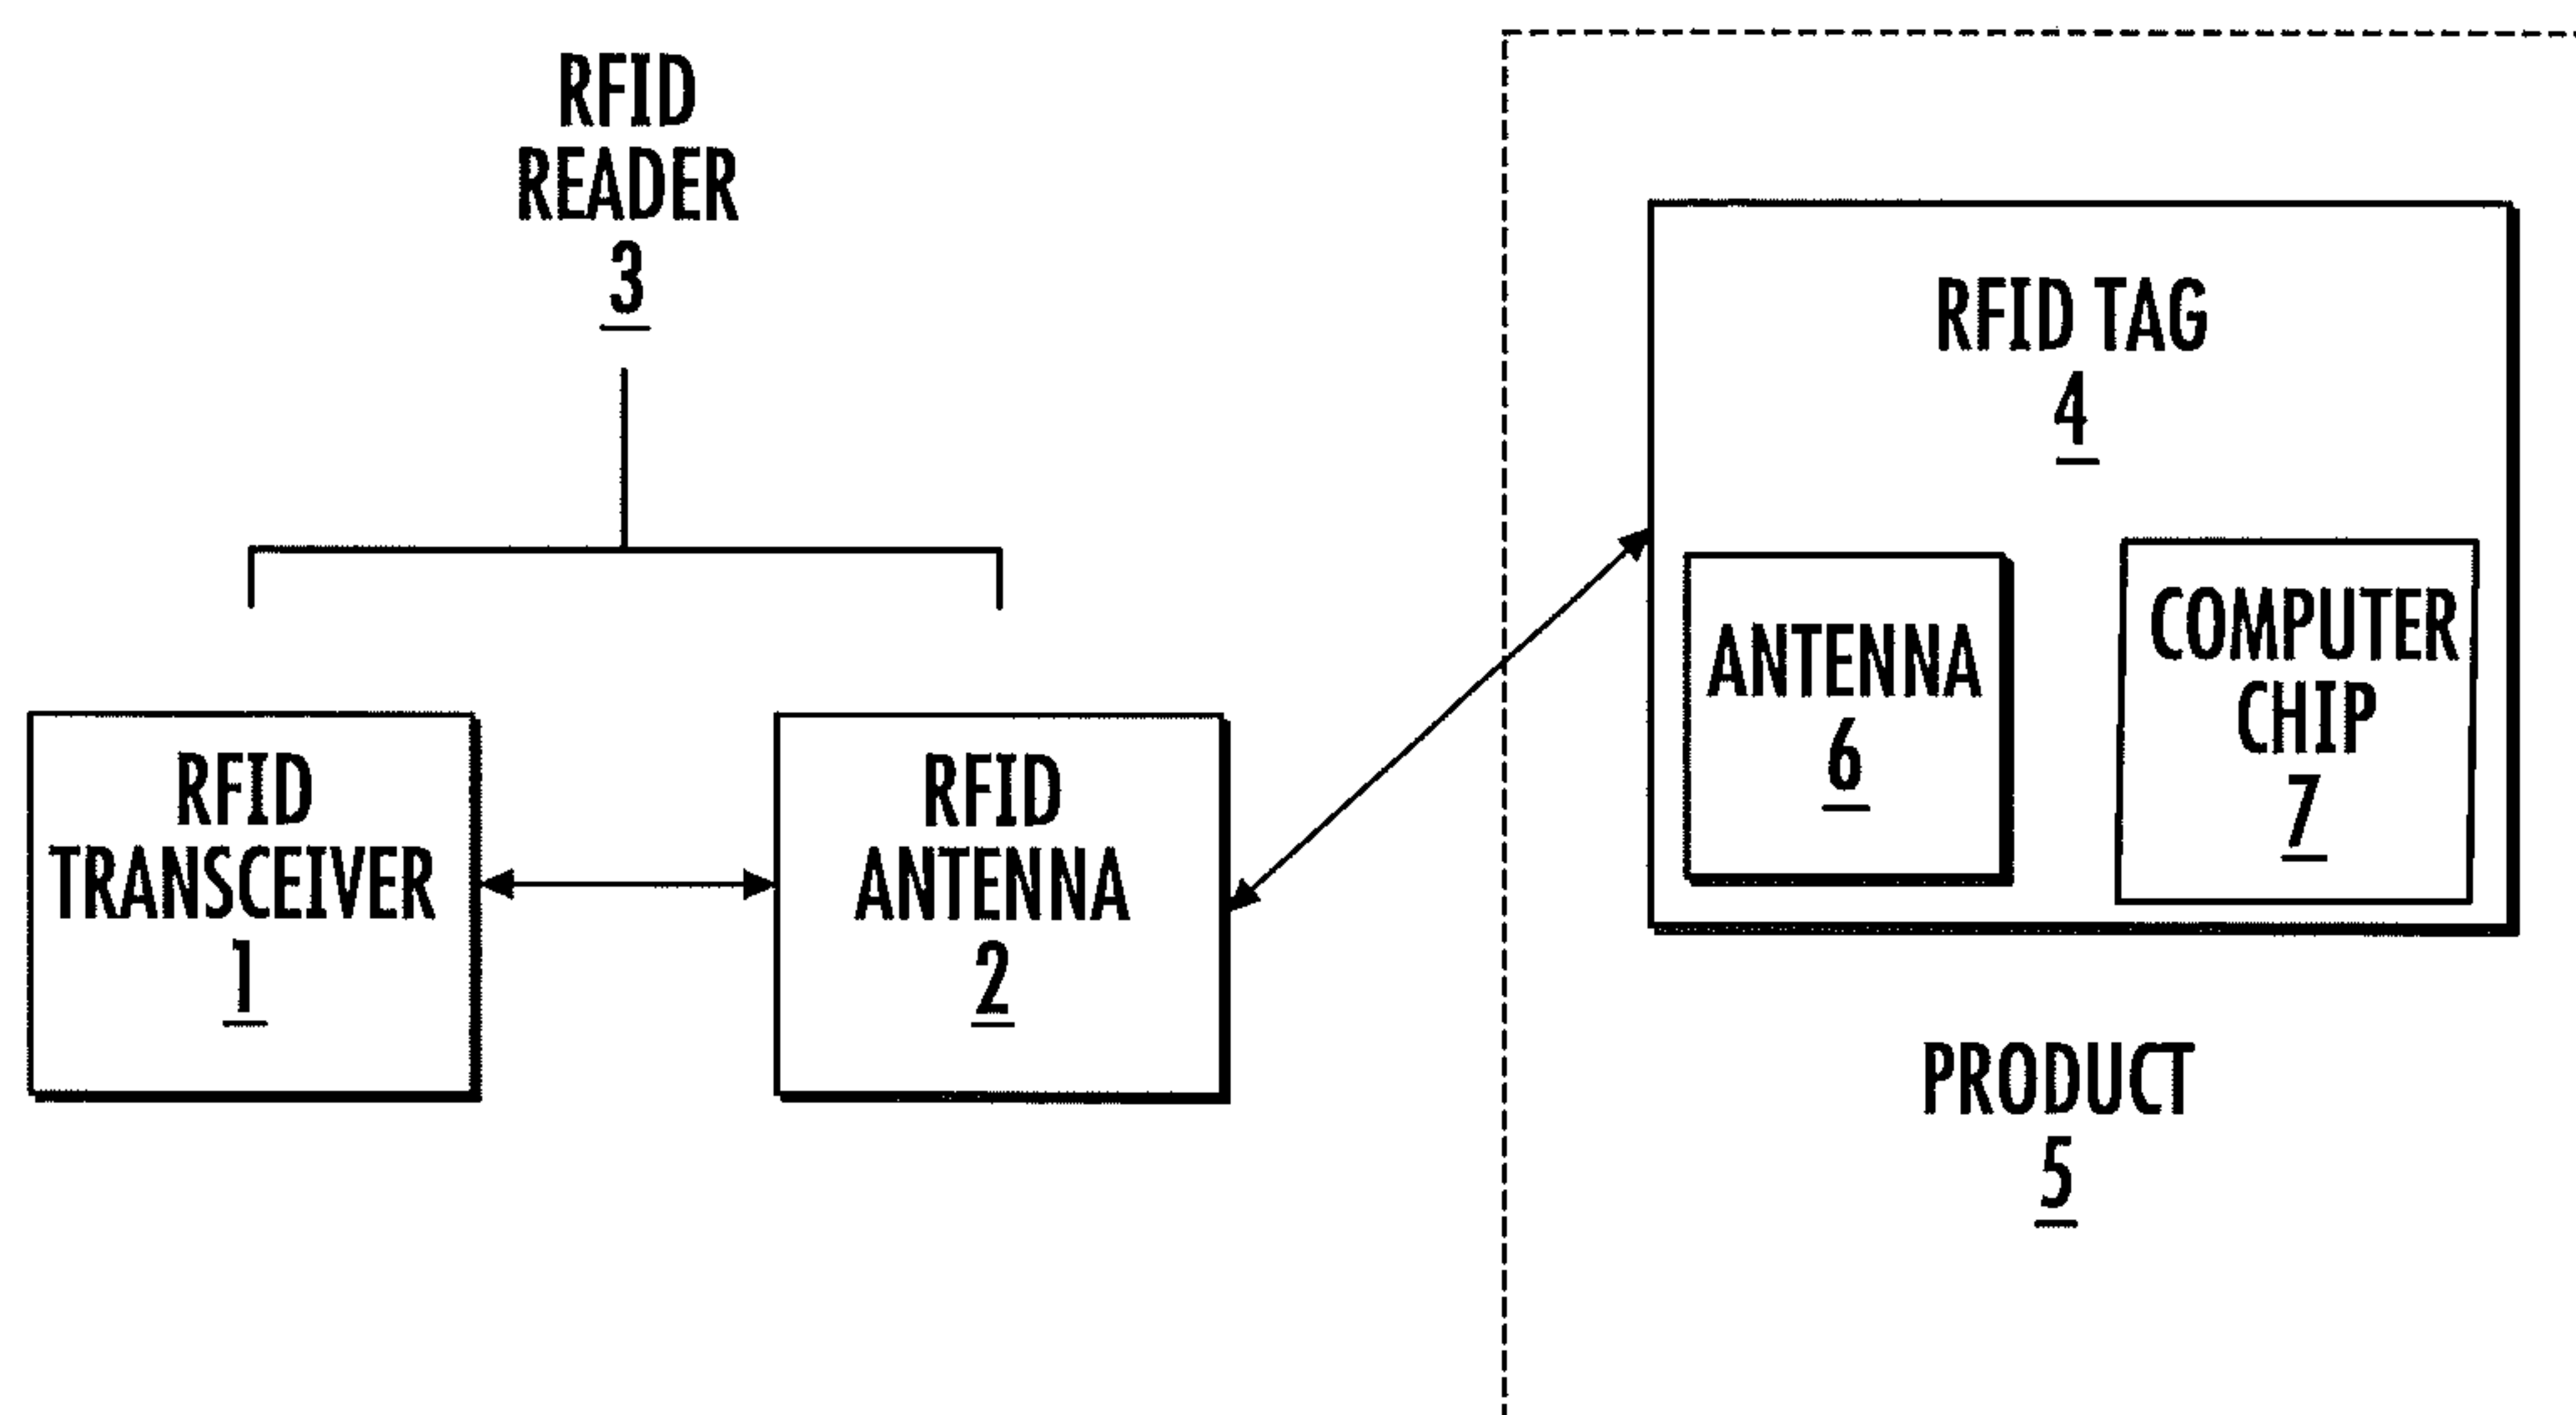 RFID
READER
3
RFID
TRANSCEIVER
1
RFID
ANTENNA
2
RFID TAG
4
ANTENNA
6
COMPUTER
CHIP
7
PRODUCT
5